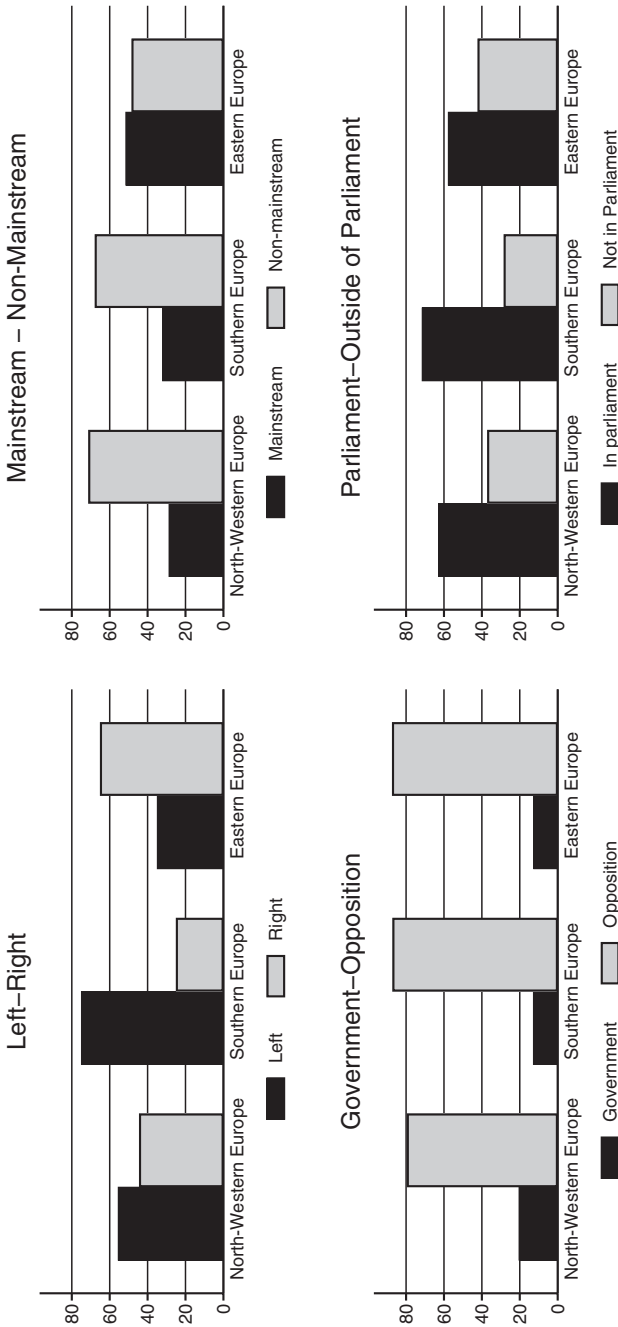 Left–Right
80
60
40
20
0
North-Western Europe Southern Europe Eastern Europe
Left Right
Mainstream – Non-Mainstream
80
60
40
20
0
North-Western Europe Southern Europe Eastern Europe
Mainstream Non-mainstream
Government–Opposition
80
60
40
20
0
North-Western Europe Southern Europe Eastern Europe
Government Opposition
Parliament–Outside of Parliament
80
60
40
20
0
North-Western Europe Southern Europe Eastern Europe
In parliament Not in Parliament